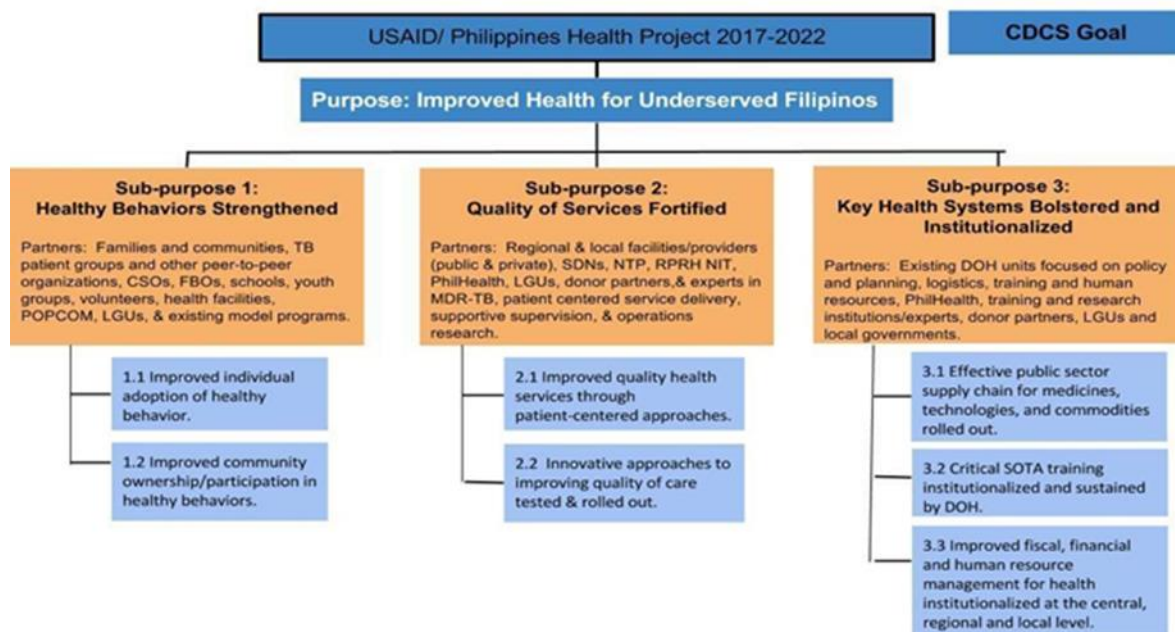 USAID/ Philippines Health Project 2017-2022
CDCS Goal
Purpose: Improved Health for Underserved Filipinos
Sub-purpose 1:
Healthy Behaviors Strengthened
Partners: Families and communities, TB
patient groups and other peer-to-peer
organizations, CSOs, FBOs, schools, youth
groups, volunteers, health facilities,
POPCOM, LGUs, & existing model programs.
1.1 Improved individual
adoption of healthy
behavior.
1.2 Improved community
ownership/participation in
healthy behaviors.
Sub-purpose 2:
Quality of Services Fortified
Partners: Regional & local facilities/providers
(public & private), SDNs, NTP, RPRH NIT,
PhilHealth, LGUs, donor partners,& experts in
MDR-TB, patient centered service delivery,
supportive supervision, & operations
research.
2.1 Improved quality health
services through
patient-centered approaches.
2.2 Innovative approaches to
improving quality of care
tested & rolled out.
Sub-purpose 3:
Key Health Systems Bolstered and
Institutionalized
Partners: Existing DOH units focused on policy
and planning, logistics, training and human
resources, PhilHealth, training and research
institutions/experts, donor partners, LGUs and
local governments.
3.1 Effective public sector
supply chain for medicines,
technologies, and commodities
rolled out.
3.2 Critical SOTA training
institutionalized and sustained
by DOH.
3.3 Improved fiscal, financial
and human resource
management for health
institutionalized at the central,
regional and local level.